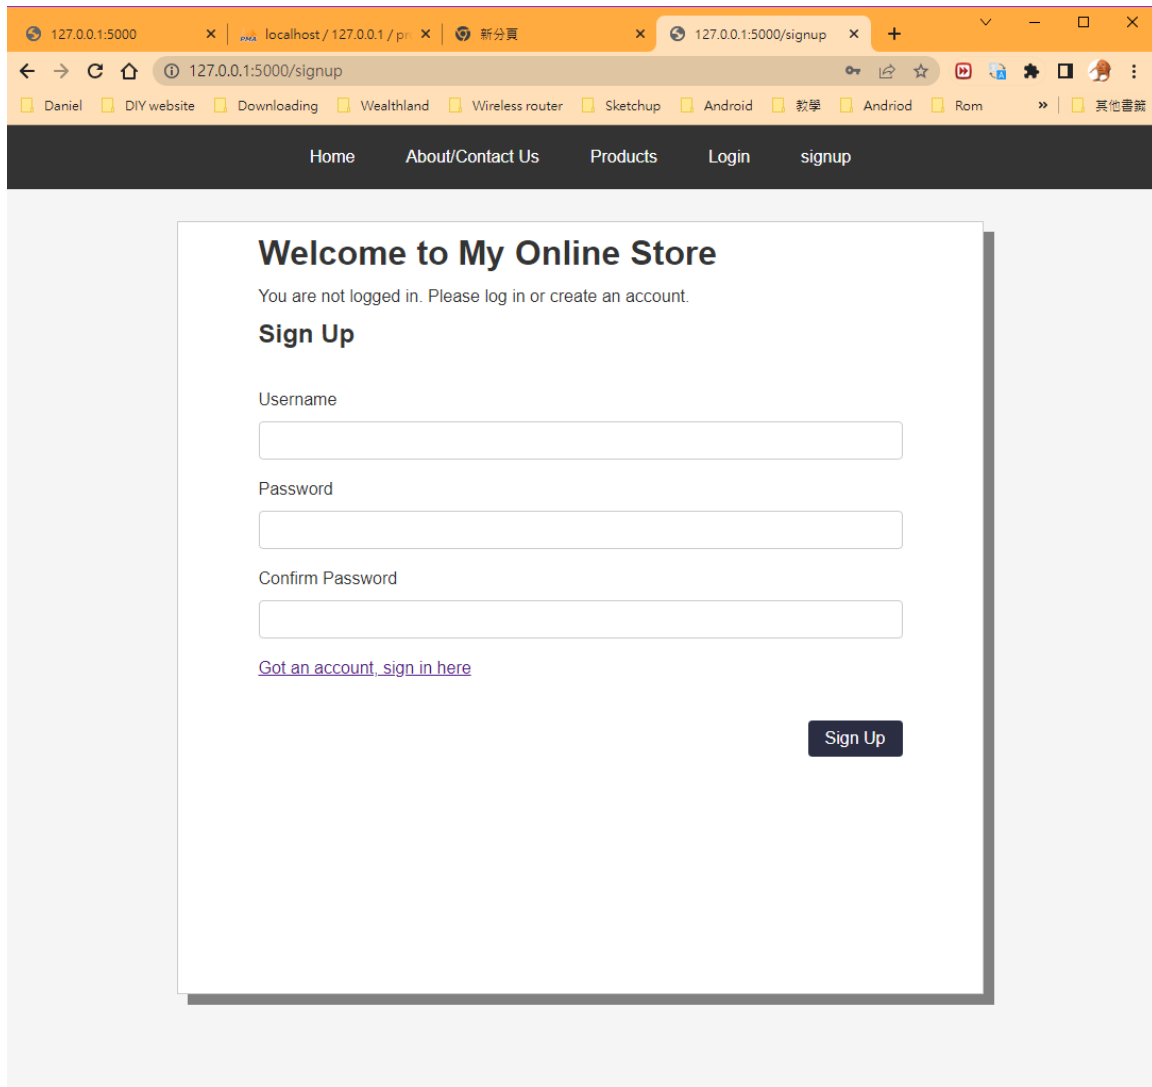 127.0.0.1:5000 localhost / 127.0.0.1 / pr 新分頁 127.0.0.1:5000/signup
127.0.0.1:5000/signup
Daniel DIY website Downloading Wealthland Wireless router Sketchup Android 教學 Andriod Rom » 其他書籤
Home About/Contact Us Products Login signup
Welcome to My Online Store
You are not logged in. Please log in or create an account.
Sign Up
Username
Password
Confirm Password
Got an account, sign in here
Sign Up